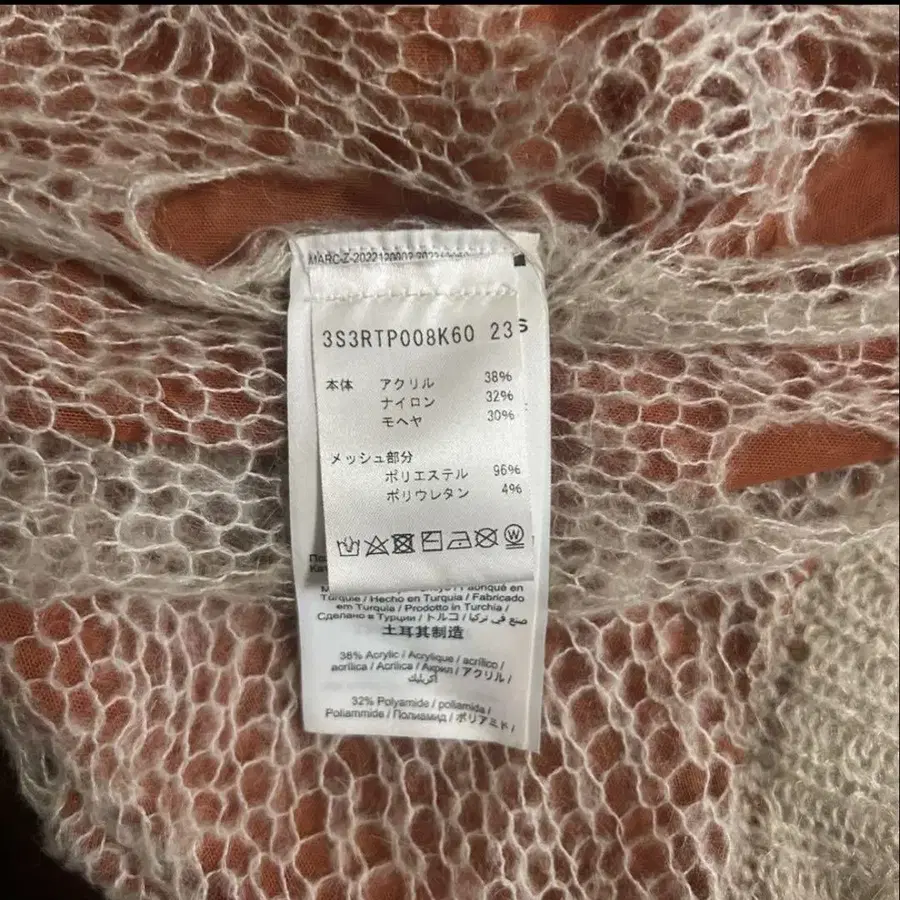 3S3RTP008K60 23
S
本体 アクリル 38%
ナイロン 32%
モヘヤ 30%
メッシュ部分
ポリエステル 96%
ポリウレタン 4%
W
Fabriqué en
Turquie / Hecho en Turquia / Fabricado
em Turquia / Prodotto in Turchia /
Сделано в Турции / トルコ / صنع في تركيا
土耳其制造
38% Acrylic / Acrylique / acrílico /
acrílica / Acrilica / Акрил / アクリル /
أكريليك
32% Polyamide / poliamida /
Poliammide / Полиамид / ポリアミド /